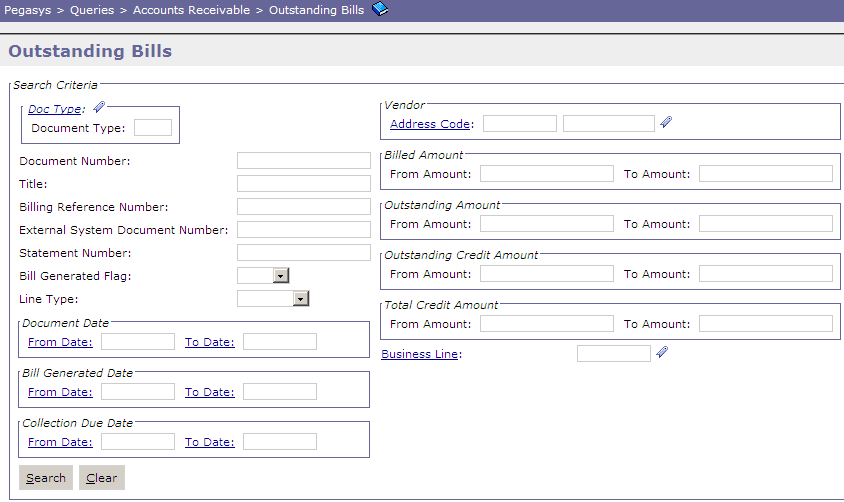 Pegasys > Queries > Accounts Receivable > Outstanding Bills
Outstanding Bills
Search Criteria
Doc Type:
Document Type:
Document Number:
Title:
Billing Reference Number:
External System Document Number:
Statement Number:
Bill Generated Flag:
Line Type:
Document Date
From Date: To Date:
Bill Generated Date
From Date: To Date:
Collection Due Date
From Date: To Date:
Search Clear
Vendor
Address Code:
Billed Amount
From Amount: To Amount:
Outstanding Amount
From Amount: To Amount:
Outstanding Credit Amount
From Amount: To Amount:
Total Credit Amount
From Amount: To Amount:
Business Line: